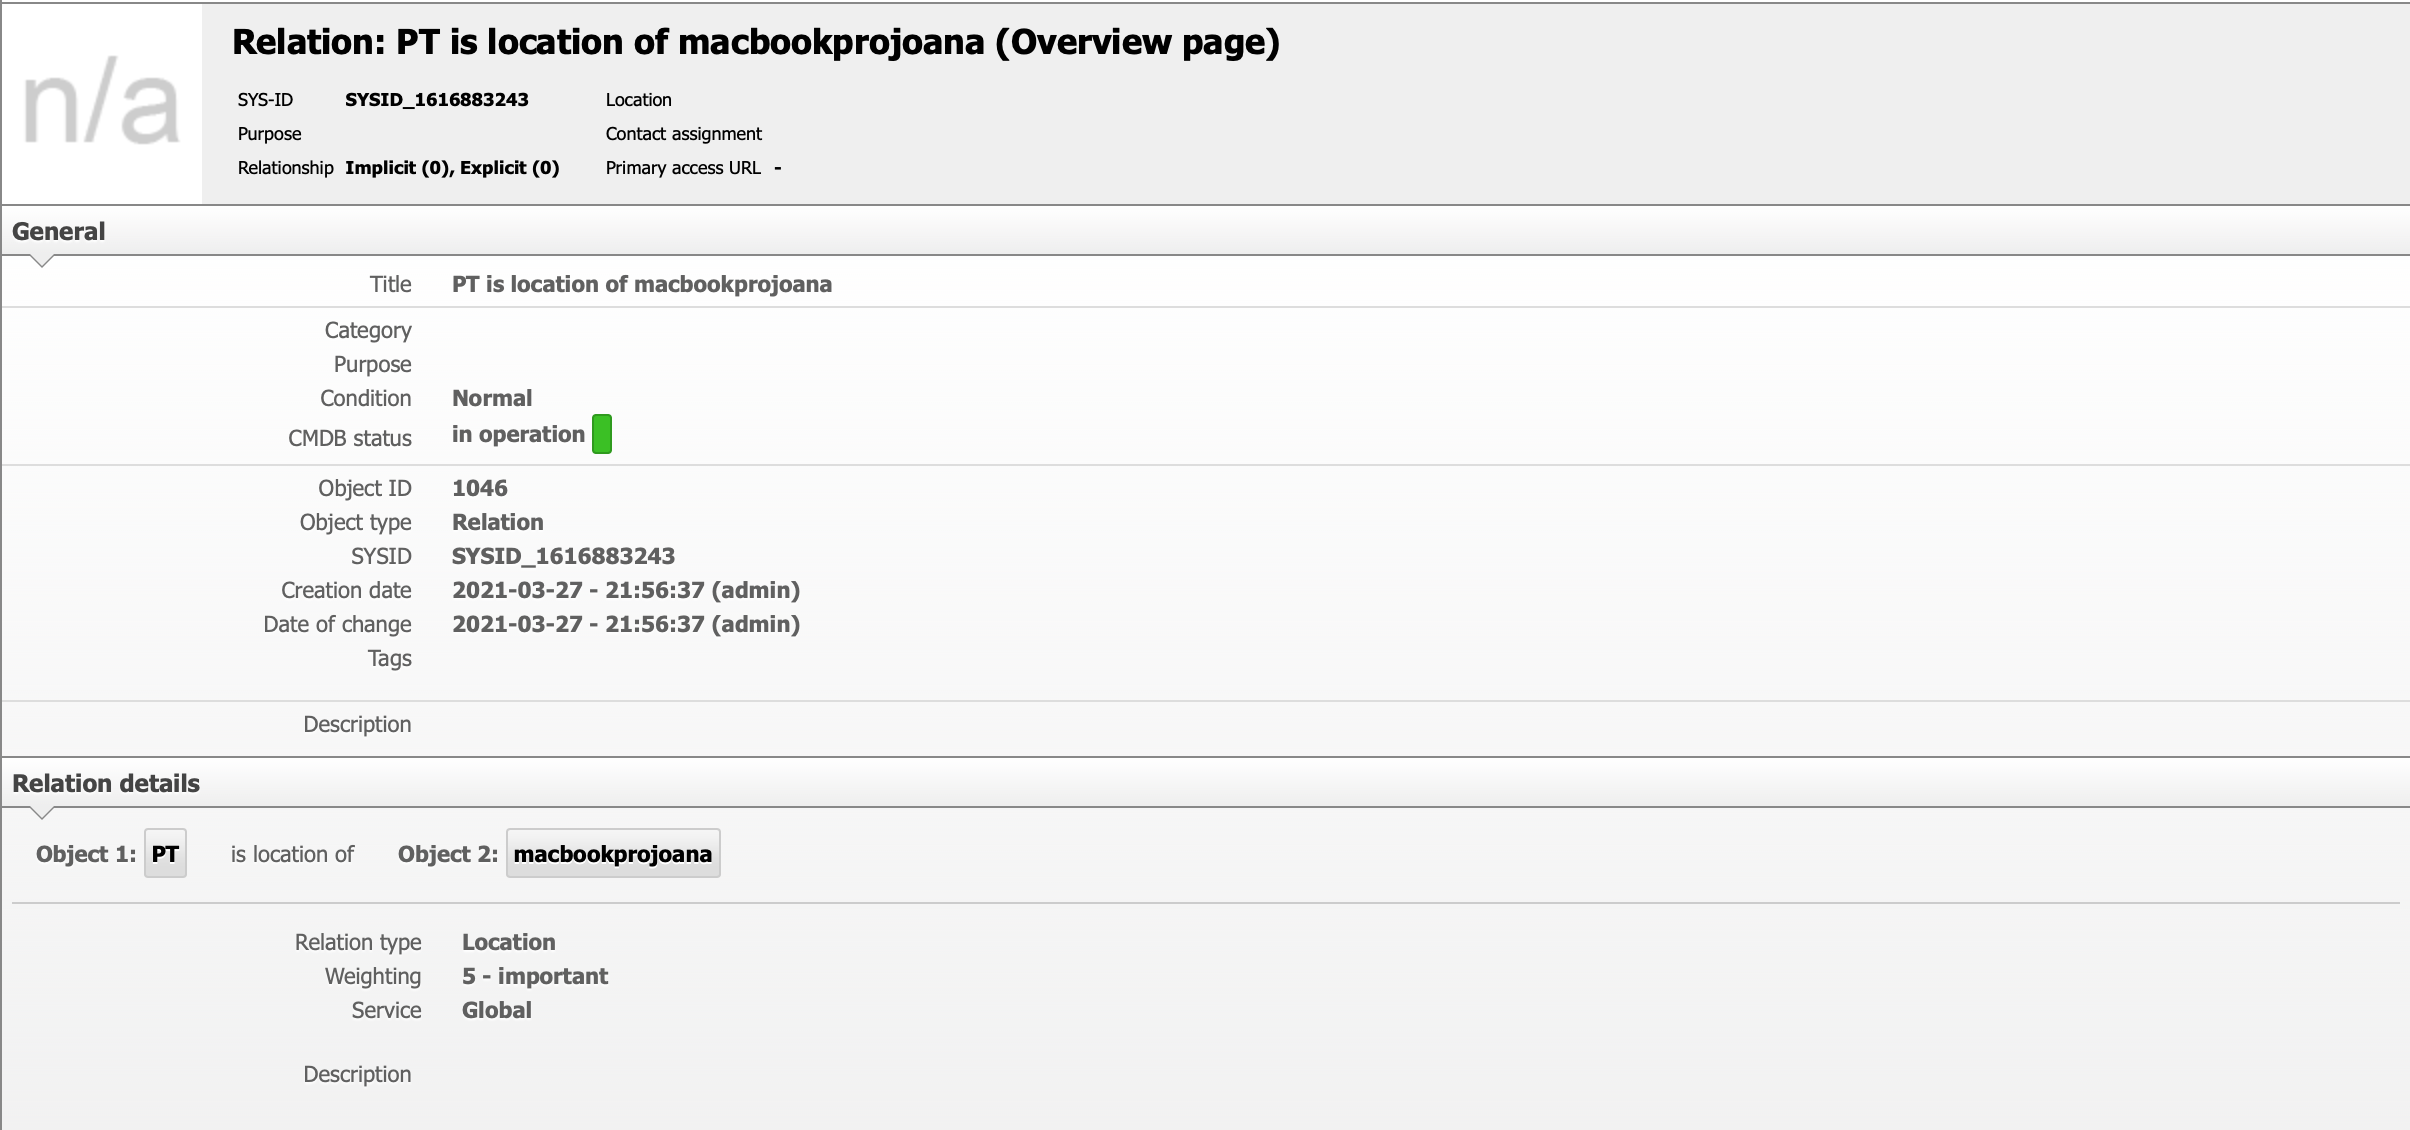 n/a
Relation: PT is location of macbookprojoana (Overview page)
SYS-ID SYSID_1616883243 Location
Purpose Contact assignment
Relationship Implicit (0), Explicit (0) Primary access URL -
General
Title PT is location of macbookprojoana
Category
Purpose
Condition Normal
CMDB status in operation
Object ID 1046
Object type Relation
SYSID SYSID_1616883243
Creation date 2021-03-27 - 21:56:37 (admin)
Date of change 2021-03-27 - 21:56:37 (admin)
Tags
Description
Relation details
Object 1: PT is location of Object 2: macbookprojoana
Relation type Location
Weighting 5 - important
Service Global
Description